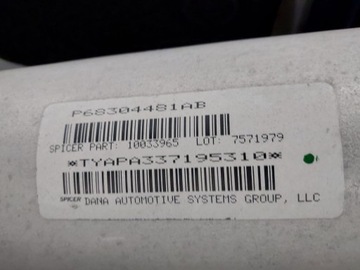 P68304481AB
SPICER PART: 10033965 LOT: 7571979
*TYAPA337195310*
SPICER DANA AUTOMOTIVE SYSTEMS GROUP, LLC